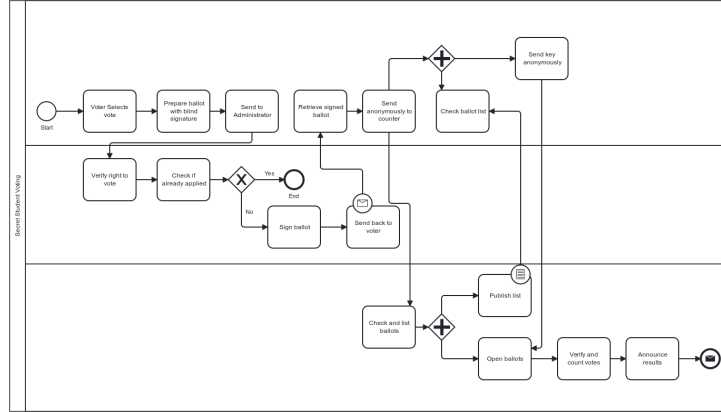 Secret Student Voting
Start
Voter Selects
vote
Prepare ballot
with blind
signature
Send to
Administrator
Retrieve signed
ballot
Send
anonymously to
counter
Check ballot list
Send key
anonymously
Verify right to
vote
Check if
already applied
Yes
End
No
Sign ballot
Send back to
voter
Check and list
ballots
Publish list
Open ballots
Verify and
count votes
Announce
results